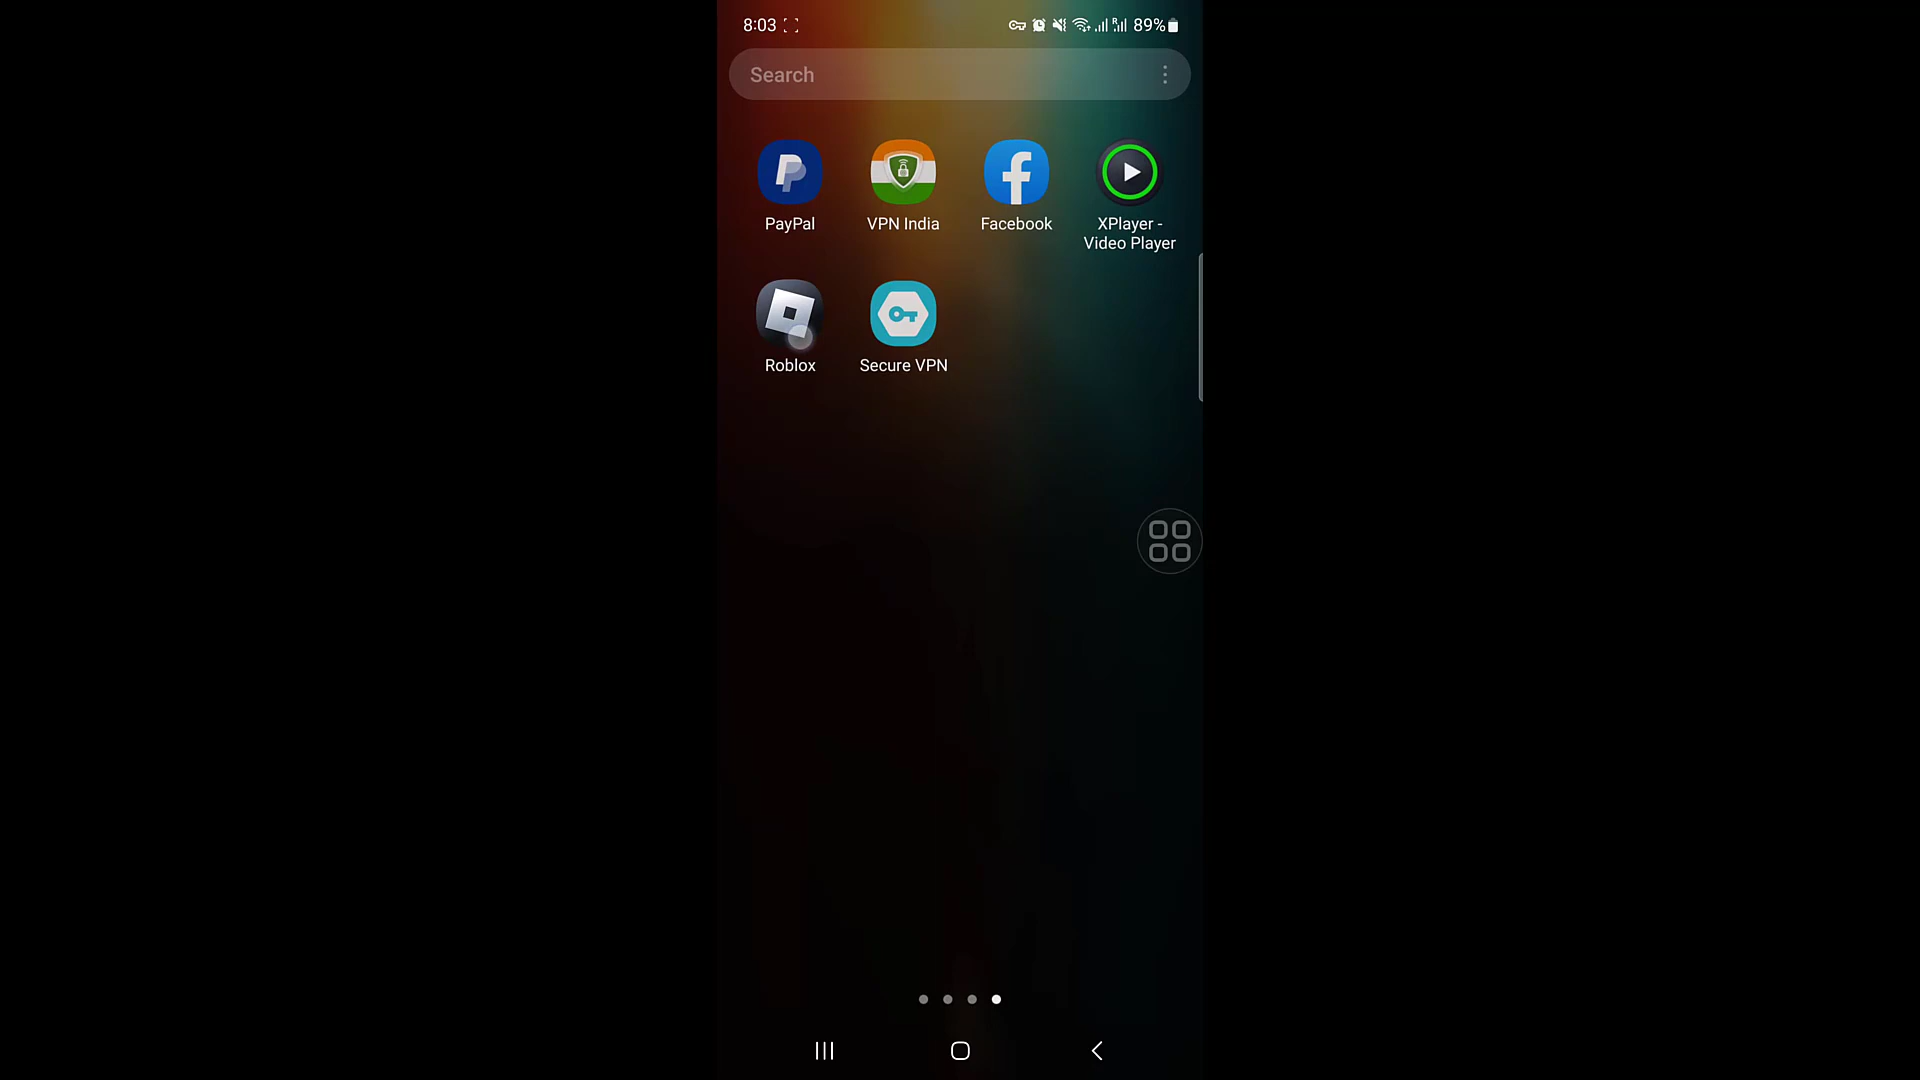 8:03
89%
Search
PayPal
VPN India
Facebook
XPlayer -
Video Player
Roblox
Secure VPN